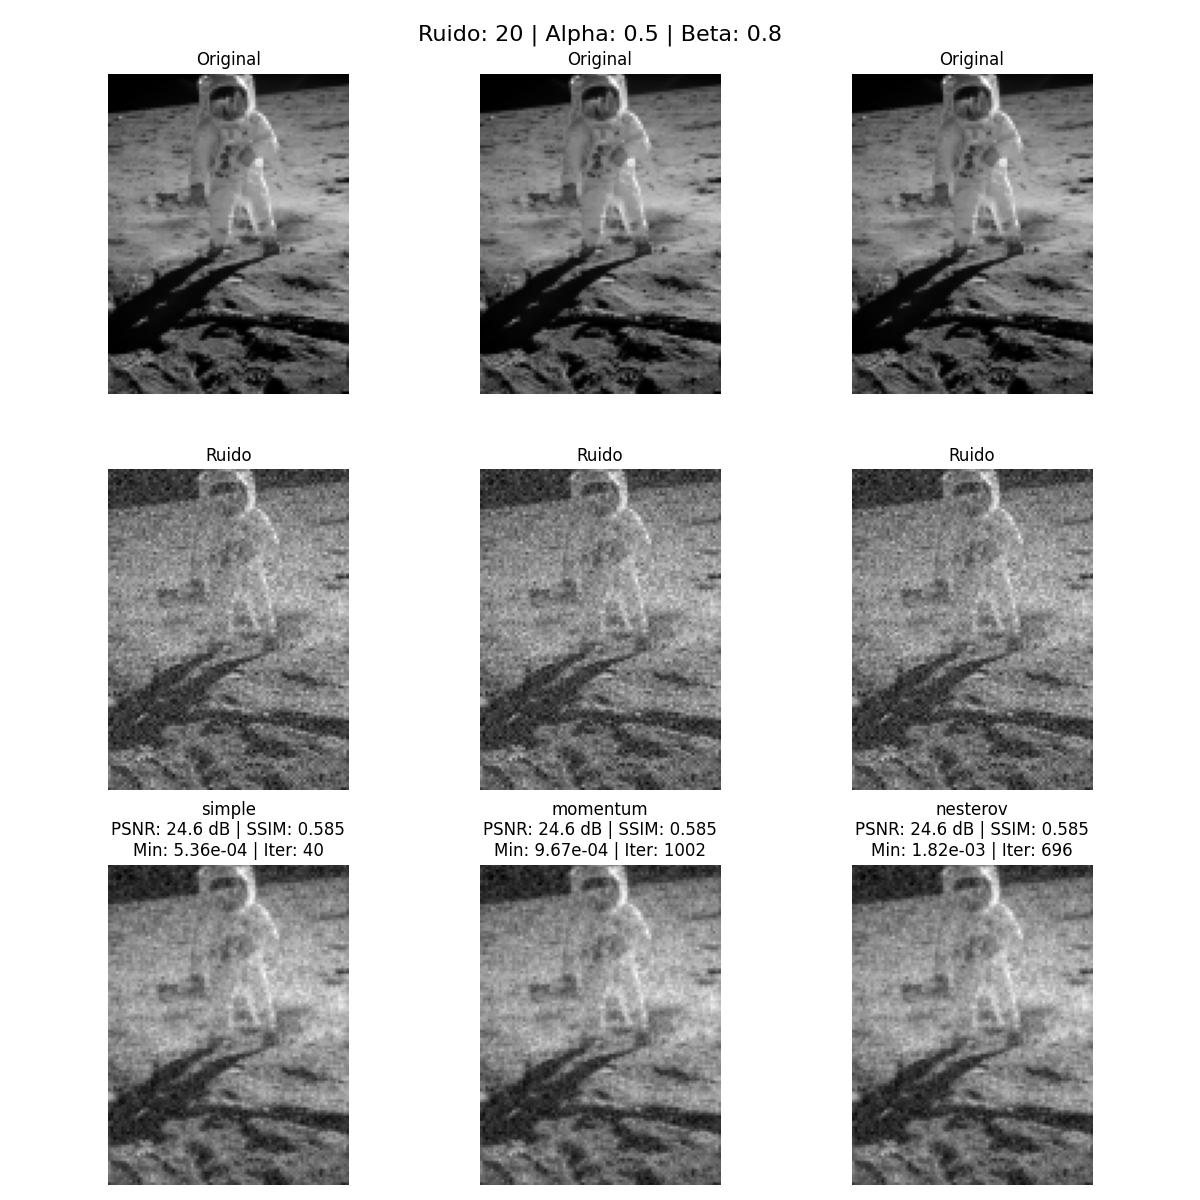 Ruido: 20 | Alpha: 0.5 | Beta: 0.8
Original
Original
Original
Ruido
Ruido
Ruido
simple
PSNR: 24.6 dB | SSIM: 0.585
Min: 5.36e-04 | Iter: 40
momentum
PSNR: 24.6 dB | SSIM: 0.585
Min: 9.67e-04 | Iter: 1002
nesterov
PSNR: 24.6 dB | SSIM: 0.585
Min: 1.82e-03 | Iter: 696